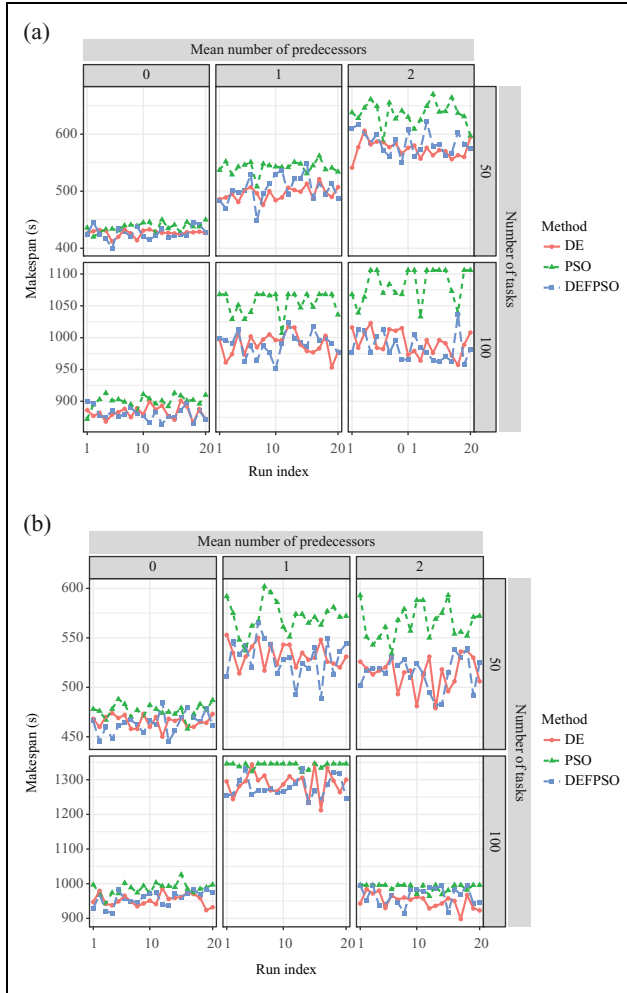 (a)
Mean number of predecessors
0 1 2
600
500
400
50
1100
1050
1000
950
900
100
Makespan (s)
Number of tasks
1 10 20 1 10 20 1 0 1 20
Run index
Method
DE
PSO
DEFPSO
(b)
Mean number of predecessors
0 1 2
600
550
500
450
50
1300
1200
1100
1000
900
100
Makespan (s)
Number of tasks
1 10 20 1 10 20 1 10 20
Run index
Method
DE
PSO
DEFPSO